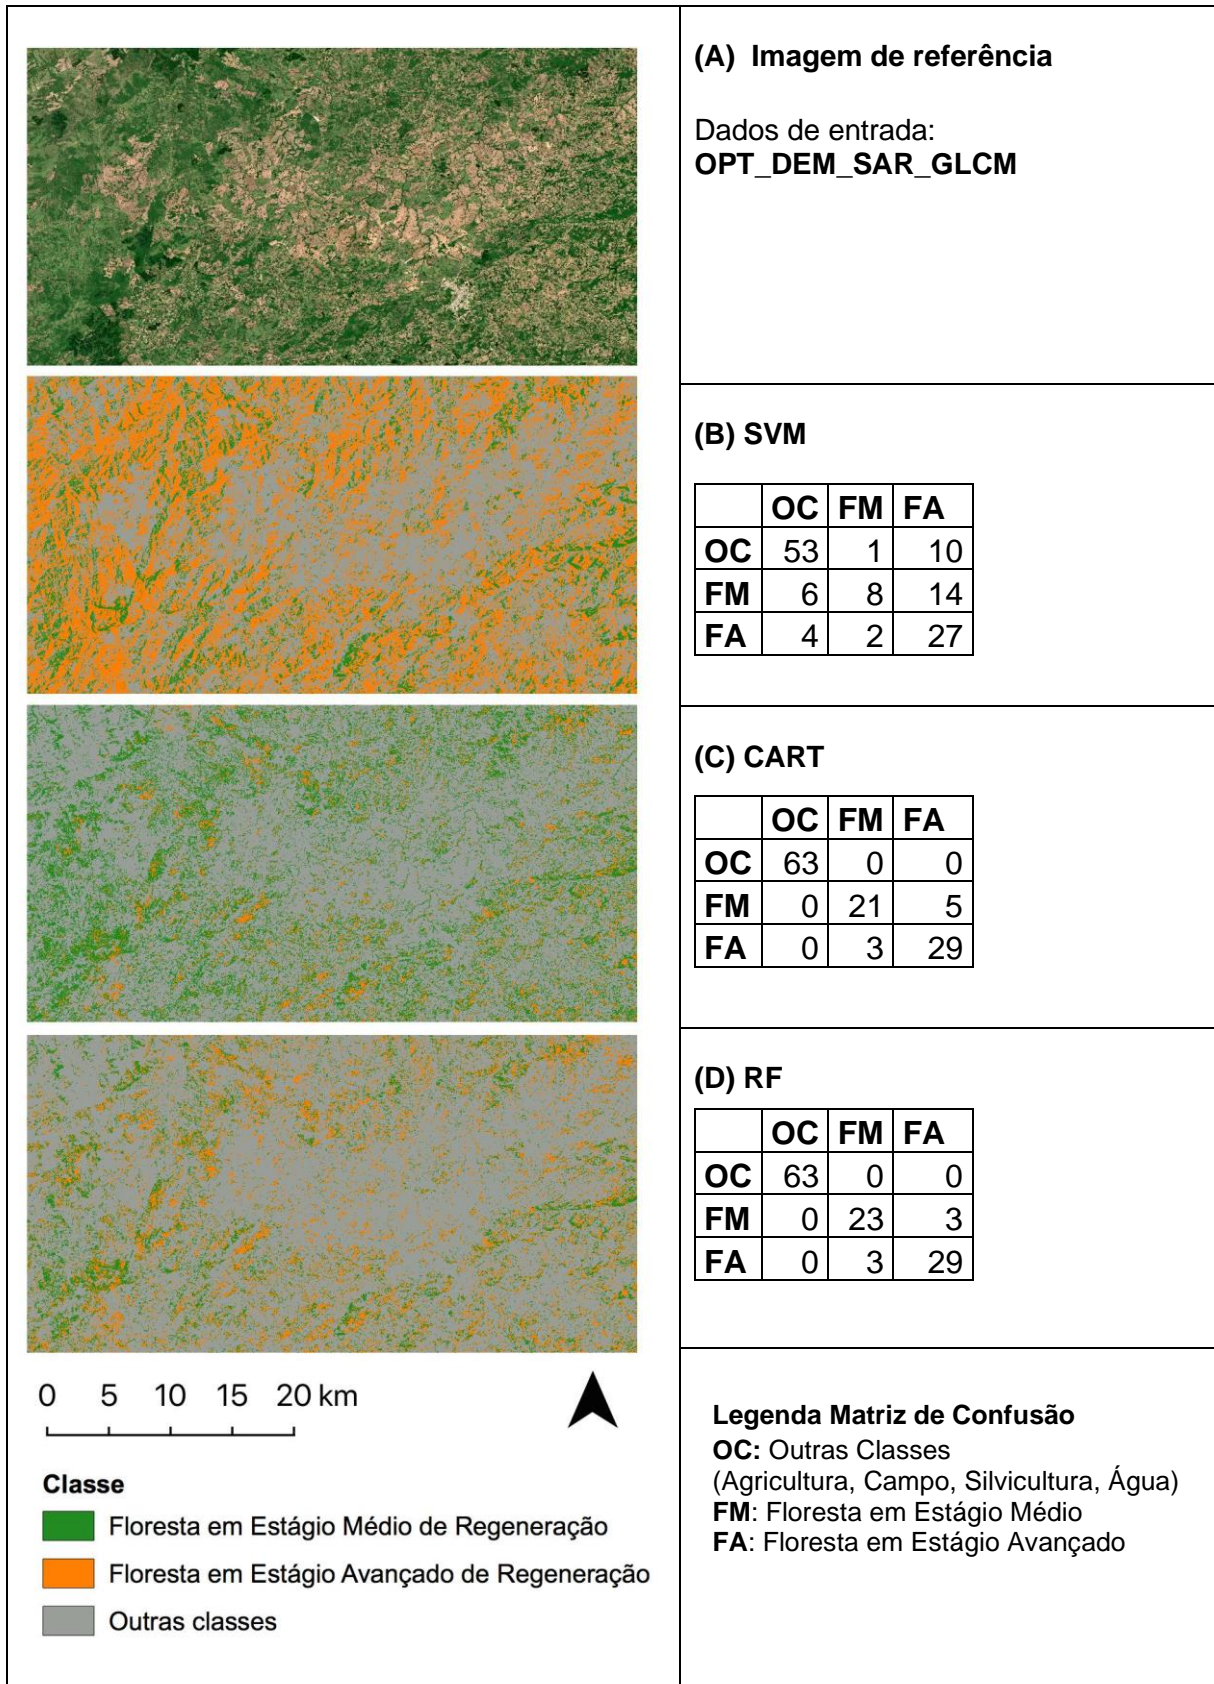 (A) Imagem de referência
Dados de entrada:
OPT_DEM_SAR_GLCM
(B) SVM
OC FM FA
OC 53 1 10
FM 6 8 14
FA 4 2 27
(C) CART
OC FM FA
OC 63 0 0
FM 0 21 5
FA 0 3 29
(D) RF
OC FM FA
OC 63 0 0
FM 0 23 3
FA 0 3 29
0 5 10 15 20 km
Classe
Floresta em Estágio Médio de Regeneração
Floresta em Estágio Avançado de Regeneração
Outras classes
Legenda Matriz de Confusão
OC: Outras Classes
(Agricultura, Campo, Silvicultura, Água)
FM: Floresta em Estágio Médio
FA: Floresta em Estágio Avançado